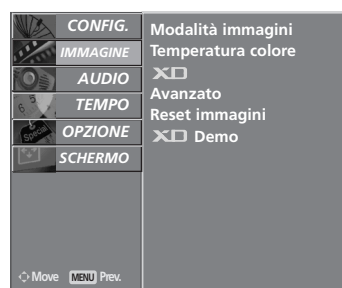 CONFIG.
IMMAGINE
AUDIO
TEMPO
OPZIONE
SCHERMO
Modalità immagini
Temperatura colore
XD
Avanzato
Reset immagini
XD Demo
Special
Move MENU Prev.